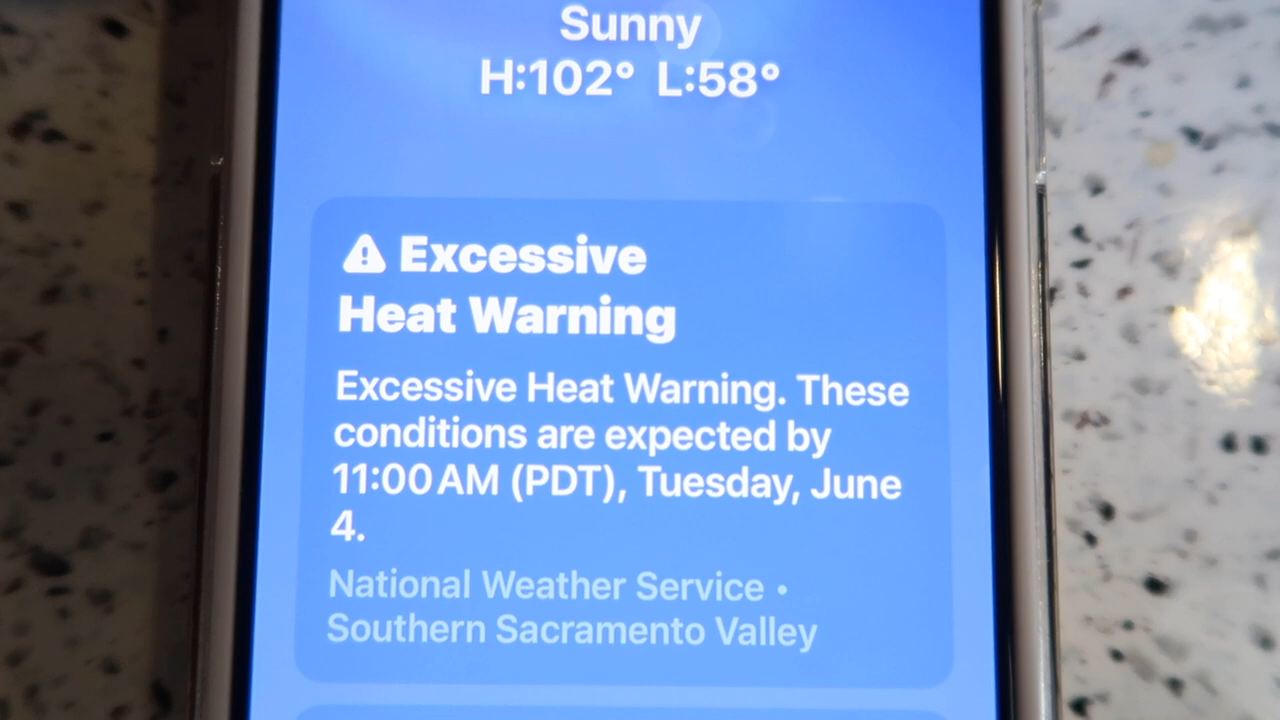 Sunny
H:102° L:58°
Excessive
Heat Warning
Excessive Heat Warning. These
conditions are expected by
11:00 AM (PDT), Tuesday, June
4.
National Weather Service •
Southern Sacramento Valley